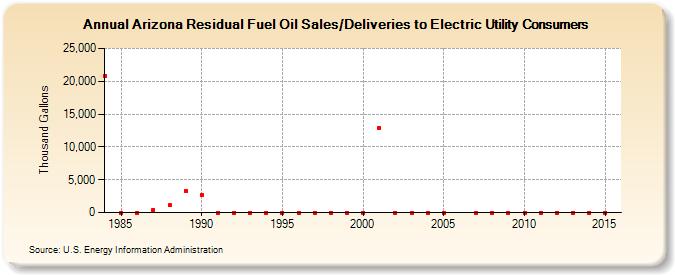 Annual Arizona Residual Fuel Oil Sales/Deliveries to Electric Utility Consumers
Thousand Gallons
25,000
20,000
15,000
10,000
5,000
0
1985 1990 1995 2000 2005 2010 2015
Source: U.S. Energy Information Administration